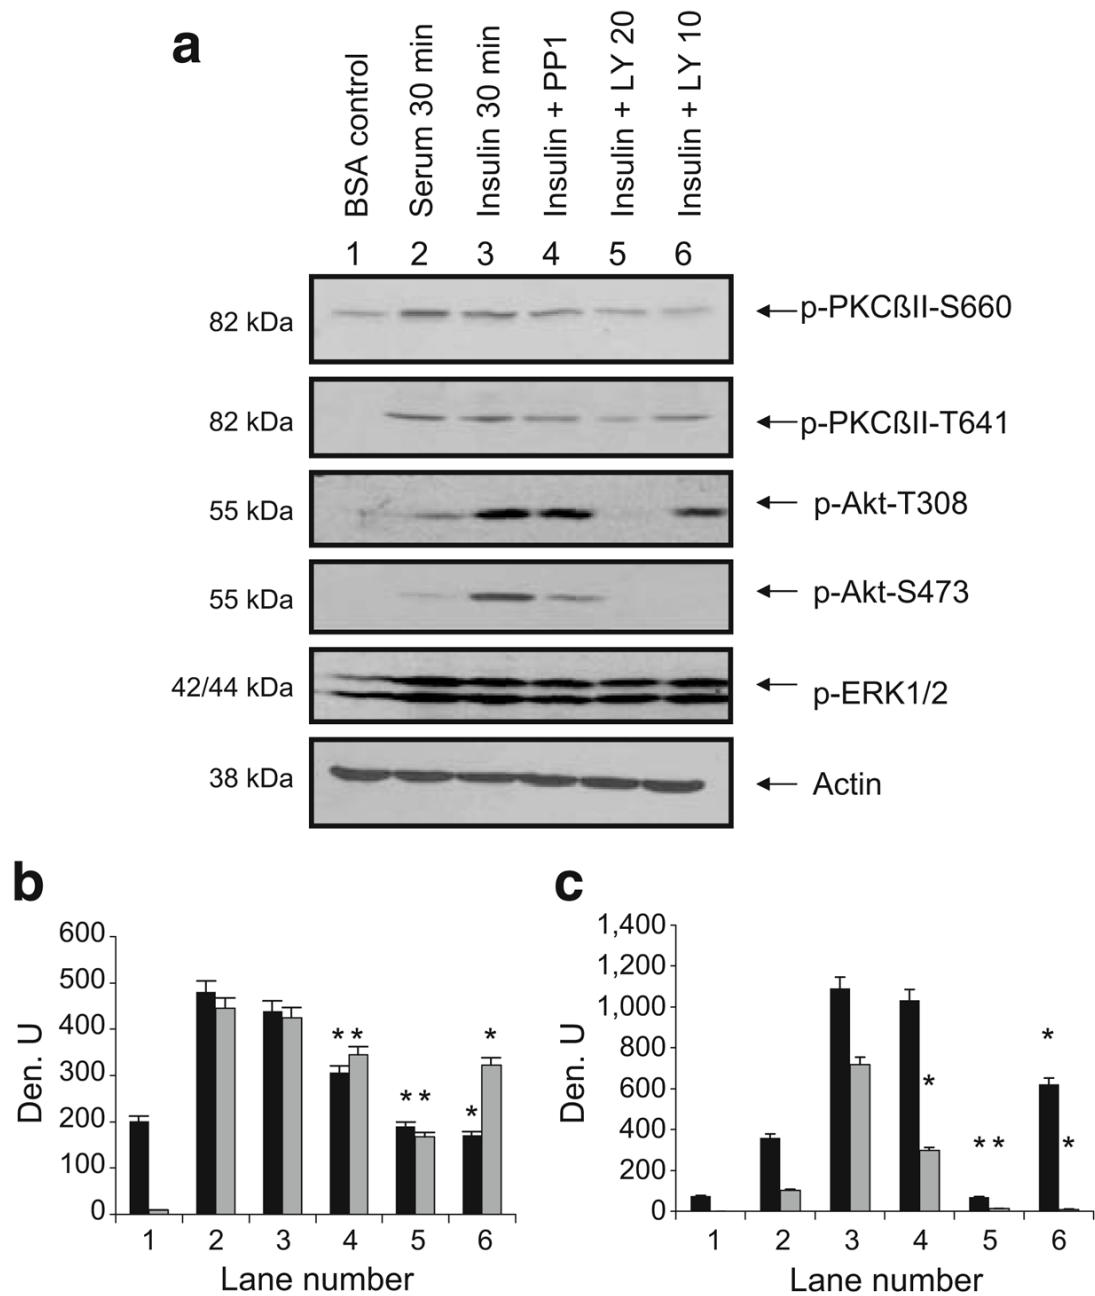 a
BSA control
Serum 30 min
Insulin 30 min
Insulin + PP1
Insulin + LY 20
Insulin + LY 10
1 2 3 4 5 6
82 kDa
p-PKCßII-S660
82 kDa
p-PKCßII-T641
55 kDa
p-Akt-T308
55 kDa
p-Akt-S473
42/44 kDa
p-ERK1/2
38 kDa
Actin
b
Den. U
600
500
400
300
200
100
0
* *
* *
*
*
1 2 3 4 5 6
Lane number
c
Den. U
1,400
1,200
1,000
800
600
400
200
0
*
* *
*
*
1 2 3 4 5 6
Lane number